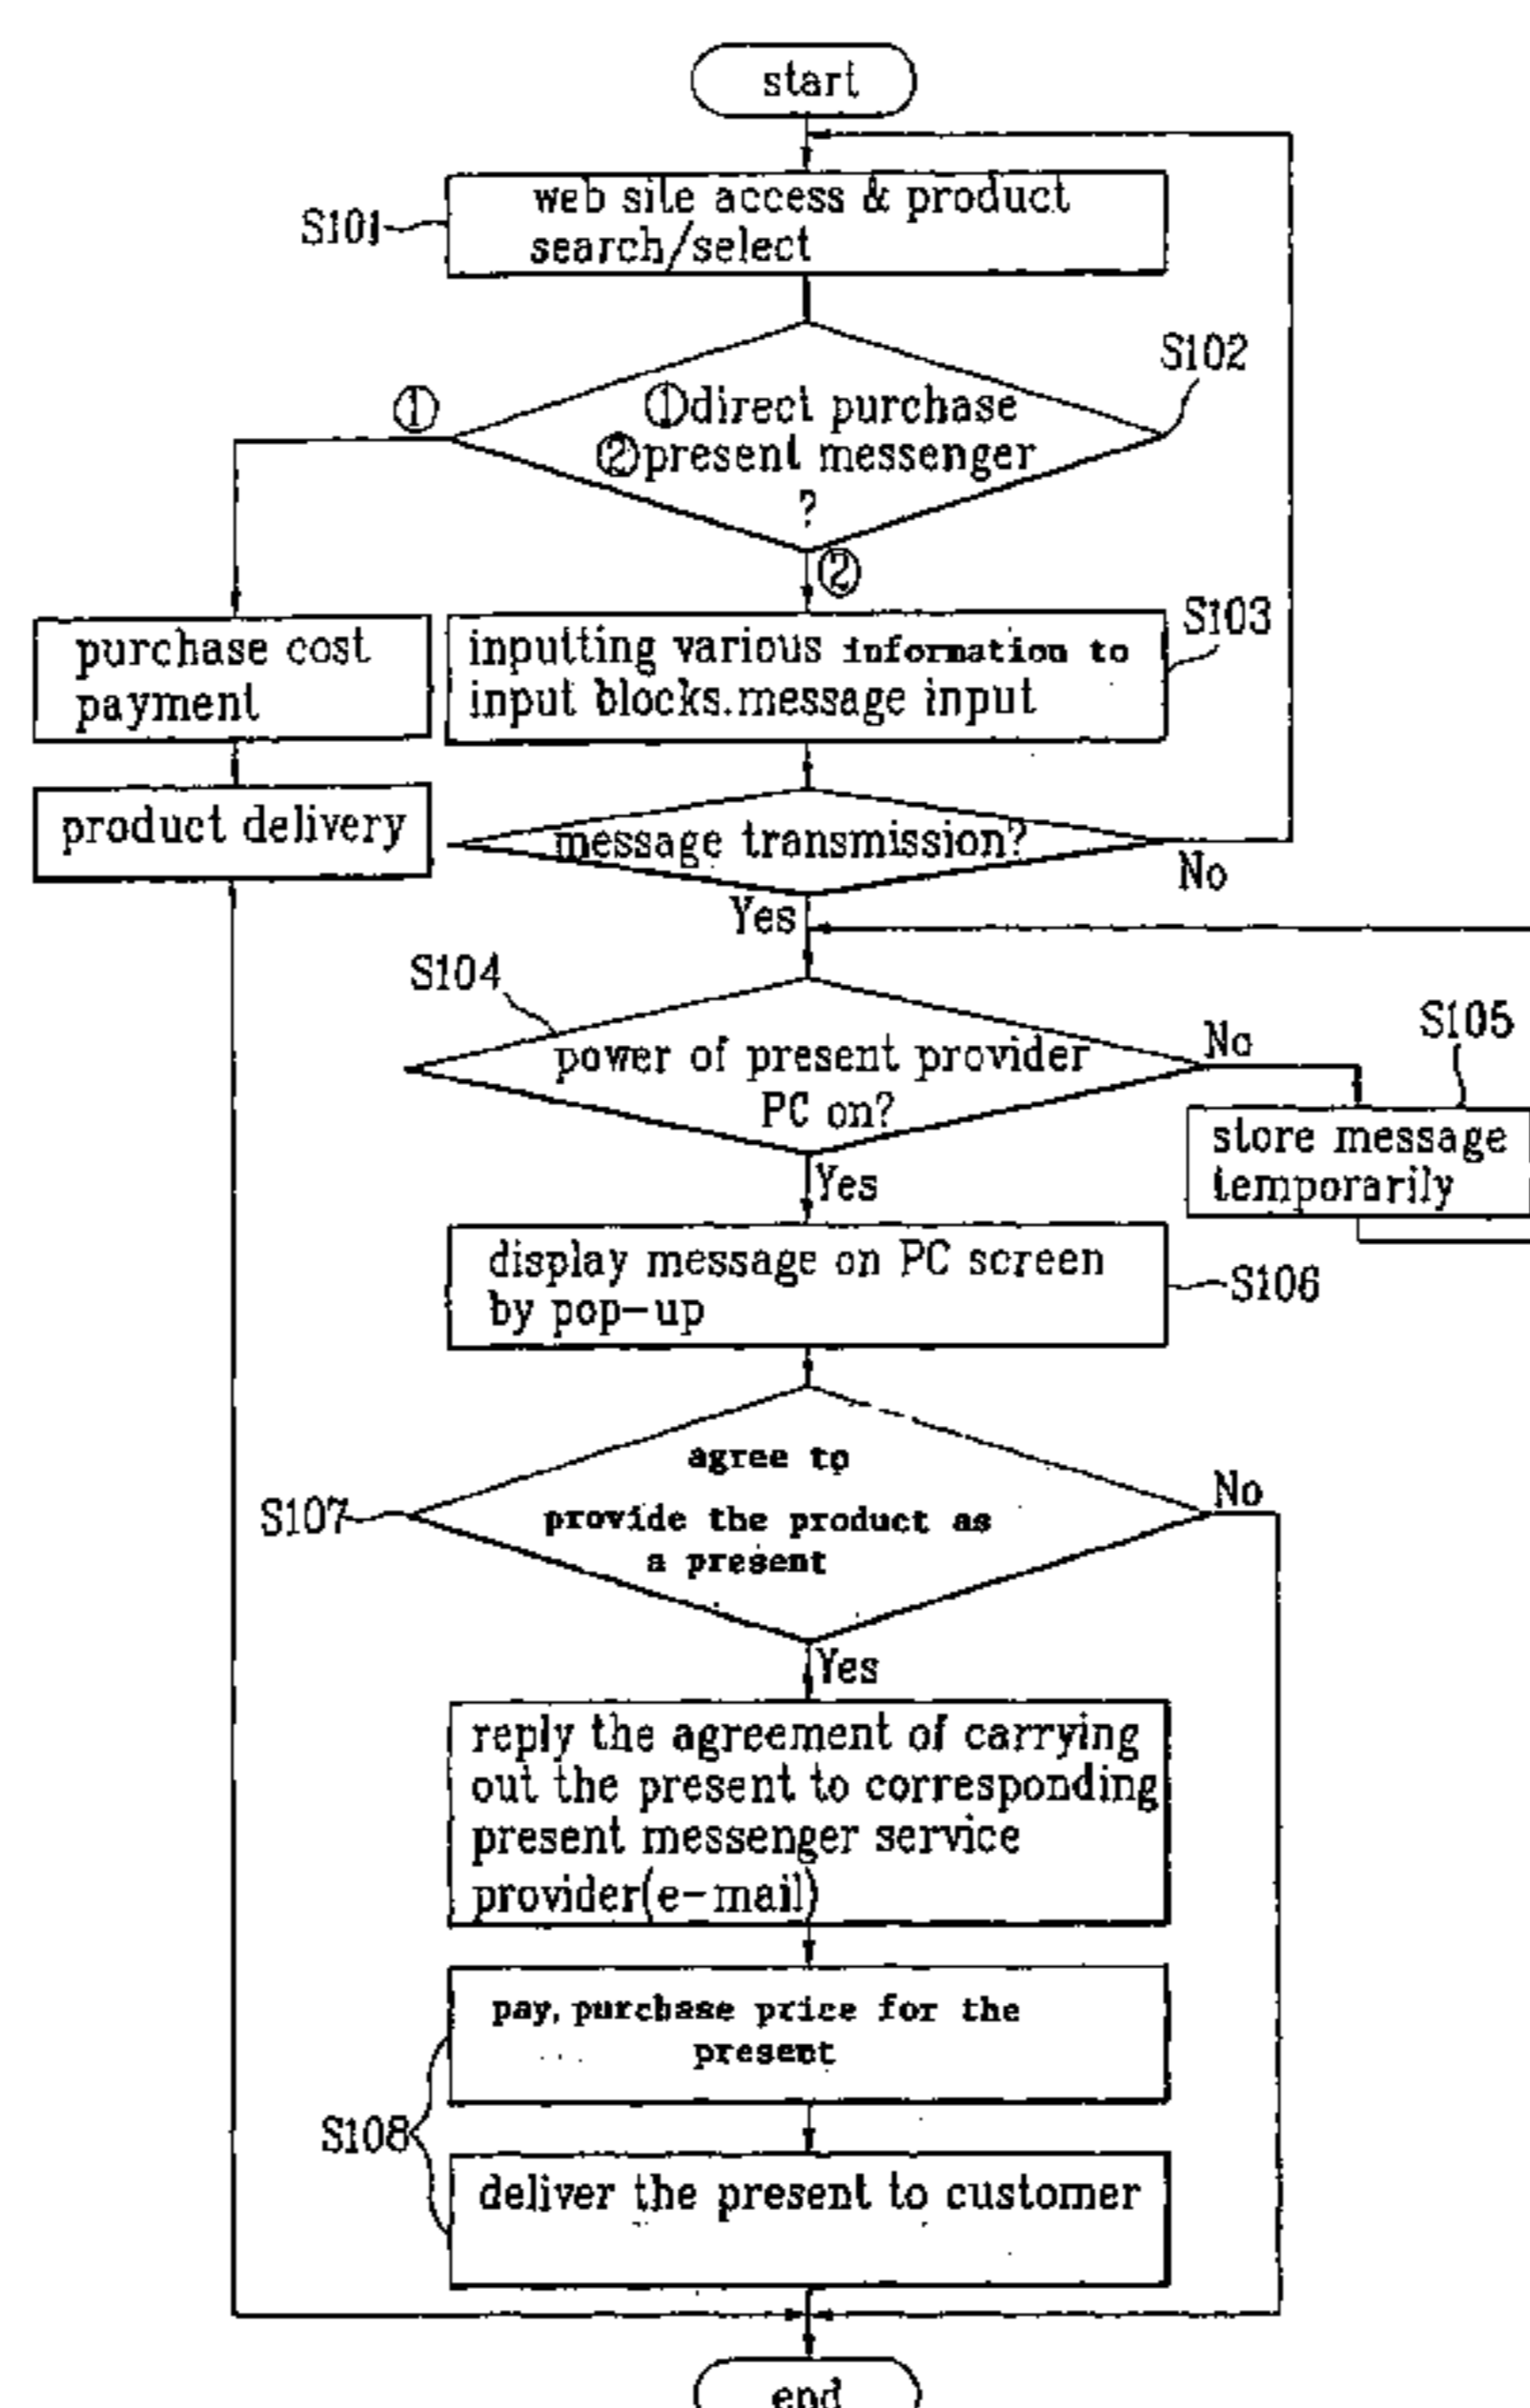 start
S101
web site access & product
search/select
S102
①
①direct purchase
②present messenger
?
②
purchase cost
payment
S103
inputting various information to
input blocks.message input
product delivery
message transmission?
No
Yes
S104
power of present provider
PC on?
No
S105
store message
temporarily
Yes
display message on PC screen
by pop-up
S106
S107
agree to
provide the product as
a present
No
Yes
reply the agreement of carrying
out the present to corresponding
present messenger service
provider(e-mail)
S108
pay, purchase price for the
present
deliver the present to customer
end